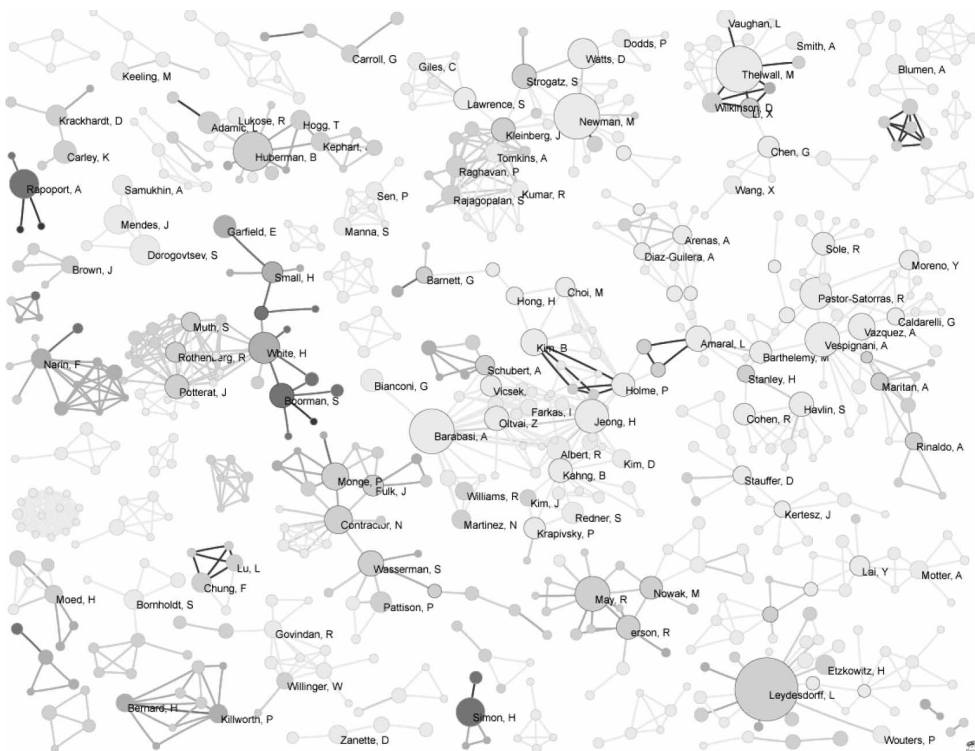 Vaughan, L
Dodds, P
Smith, A
Carroll, G
Watts, D
Giles, C
Thelwall, M
Blumen, A
Keeling, M
Strogatz, S
Lawrence, S
Wilkinson, D
Li, X
Krackhardt, D
Adamic, L
Lukose, R
Hogg, T
Newman, M
Kleinberg, J
Kephart,
Chen, G
Carley, K
Huberman, B
Tomkins, A
Raghavan, P
Rapoport, A
Samukhin, A
Sen, P
Kumar, R
Wang, X
Rajagopalan, S
Mendes, J
Garfield, E
Manna, S
Arenas, A
Dorogovtsev, S
Sole, R
Diaz-Guilera, A
Brown, J
Small, H
Barnett, G
Moreno, Y
Hong, H
Choi, M
Pastor-Satorras, R
Caldarelli, G
Muth, S
Vazquez, A
Amaral, L
Vespignani, A
Rothenberg, R
White, H
Kim, B
Barthelemy, M
Narin, F
Schubert, A
Stanley, H
Bianconi, G
Maritan, A
Potterat, J
Vicsek,
Holme, P
Boorman, S
Farkas, I
Havlin, S
Oltvai, Z
Jeong, H
Cohen, R
Barabasi, A
Rinaldo, A
Albert, R
Kim, D
Monge, P
Kahng, B
Stauffer, D
Fulk, J
Williams, R
Kim, J
Kertesz, J
Martinez, N
Redner, S
Contractor, N
Krapivsky, P
Lu, L
Wasserman, S
Lai, Y
Motter, A
Chung, F
Moed, H
Bornholdt, S
Pattison, P
May, R
Nowak, M
Govindan, R
erson, R
Etzkowitz, H
Willinger, W
Leydesdorff, L
Bernard, H
Killworth, P
Simon, H
Wouters, P
Zanette, D